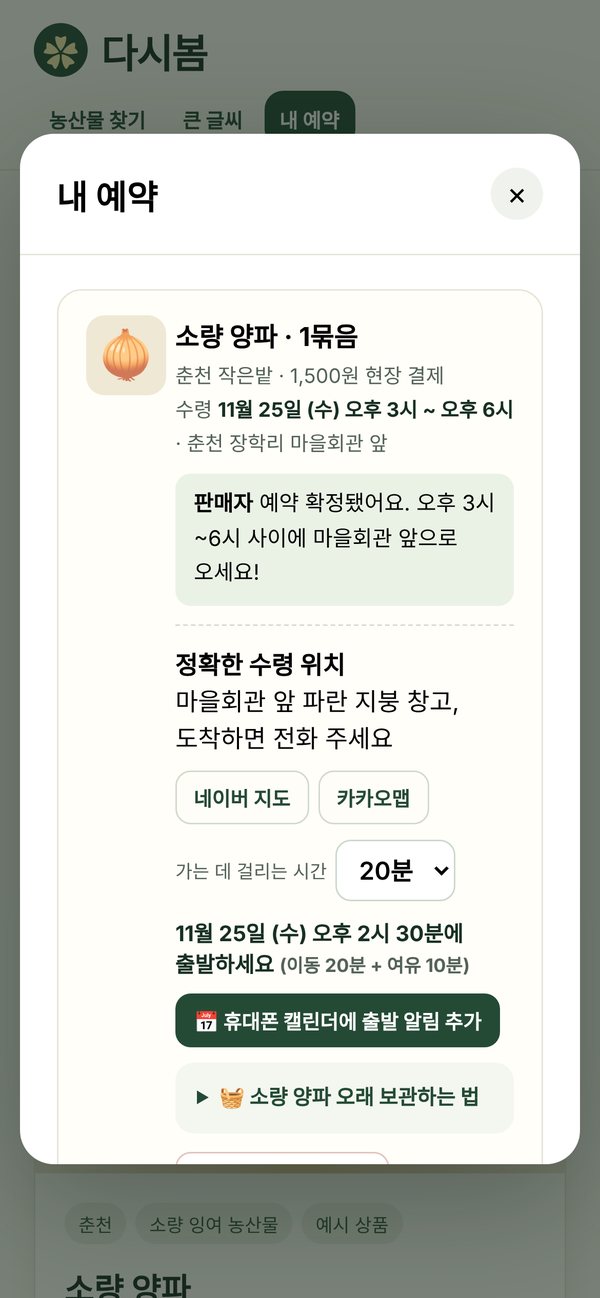 다시봄
농산물 찾기 큰 글씨 내 예약
내 예약
×
소량 양파 · 1묶음
춘천 작은밭 · 1,500원 현장 결제
수령 11월 25일 (수) 오후 3시 ~ 오후 6시
· 춘천 장학리 마을회관 앞
판매자 예약 확정됐어요. 오후 3시
~6시 사이에 마을회관 앞으로
오세요!
정확한 수령 위치
마을회관 앞 파란 지붕 창고,
도착하면 전화 주세요
네이버 지도 카카오맵
가는 데 걸리는 시간 20분
11월 25일 (수) 오후 2시 30분에
출발하세요 (이동 20분 + 여유 10분)
📅 휴대폰 캘린더에 출발 알림 추가
▶ 🧺 소량 양파 오래 보관하는 법
춘천 소량 잉여 농산물 예시 상품
소량 양파